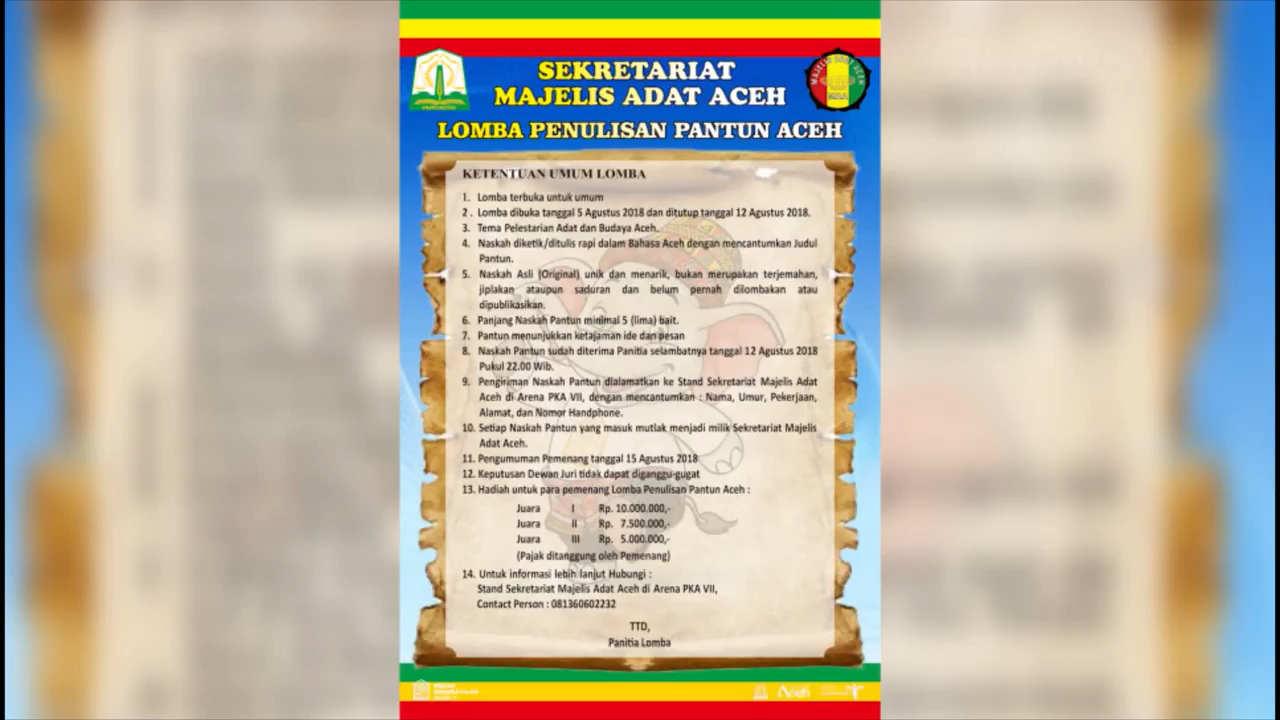 SEKRETARIAT
MAJELIS ADAT ACEH
LOMBA PENULISAN PANTUN ACEH
KETENTUAN UMUM LOMBA
1. Lomba terbuka untuk umum
2 . Lomba dibuka tanggal 5 Agustus 2018 dan ditutup tanggal 12 Agustus 2018.
3. Tema Pelestarian Adat dan Budaya Aceh.
4. Naskah diketik/ditulis rapi dalam Bahasa Aceh dengan mencantumkan Judul
Pantun.
5. Naskah Asli (Original) unik dan menarik, bukan merupakan terjemahan,
jiplakan ataupun saduran dan belum pernah dilombakan atau
dipublikasikan.
6. Panjang Naskah Pantun minimal 5 (lima) bait.
7. Pantun menunjukkan ketajaman ide dan pesan
8. Naskah Pantun sudah diterima Panitia selambatnya tanggal 12 Agustus 2018
Pukul 22.00 Wib.
9. Pengiriman Naskah Pantun dialamatkan ke Stand Sekretariat Majelis Adat
Aceh di Arena PKA VII, dengan mencantumkan : Nama, Umur, Pekerjaan,
Alamat, dan Nomor Handphone.
10. Setiap Naskah Pantun yang masuk mutlak menjadi milik Sekretariat Majelis
Adat Aceh.
11. Pengumuman Pemenang tanggal 15 Agustus 2018
12. Keputusan Dewan Juri tidak dapat diganggu-gugat
13. Hadiah untuk para pemenang Lomba Penulisan Pantun Aceh :
Juara I Rp. 10.000.000,-
Juara II Rp. 7.500.000,-
Juara III Rp. 5.000.000,-
(Pajak ditanggung oleh Pemenang)
14. Untuk informasi lebih lanjut Hubungi :
Stand Sekretariat Majelis Adat Aceh di Arena PKA VII,
Contact Person : 081360602232
TTD,
Panitia Lomba
Aceh